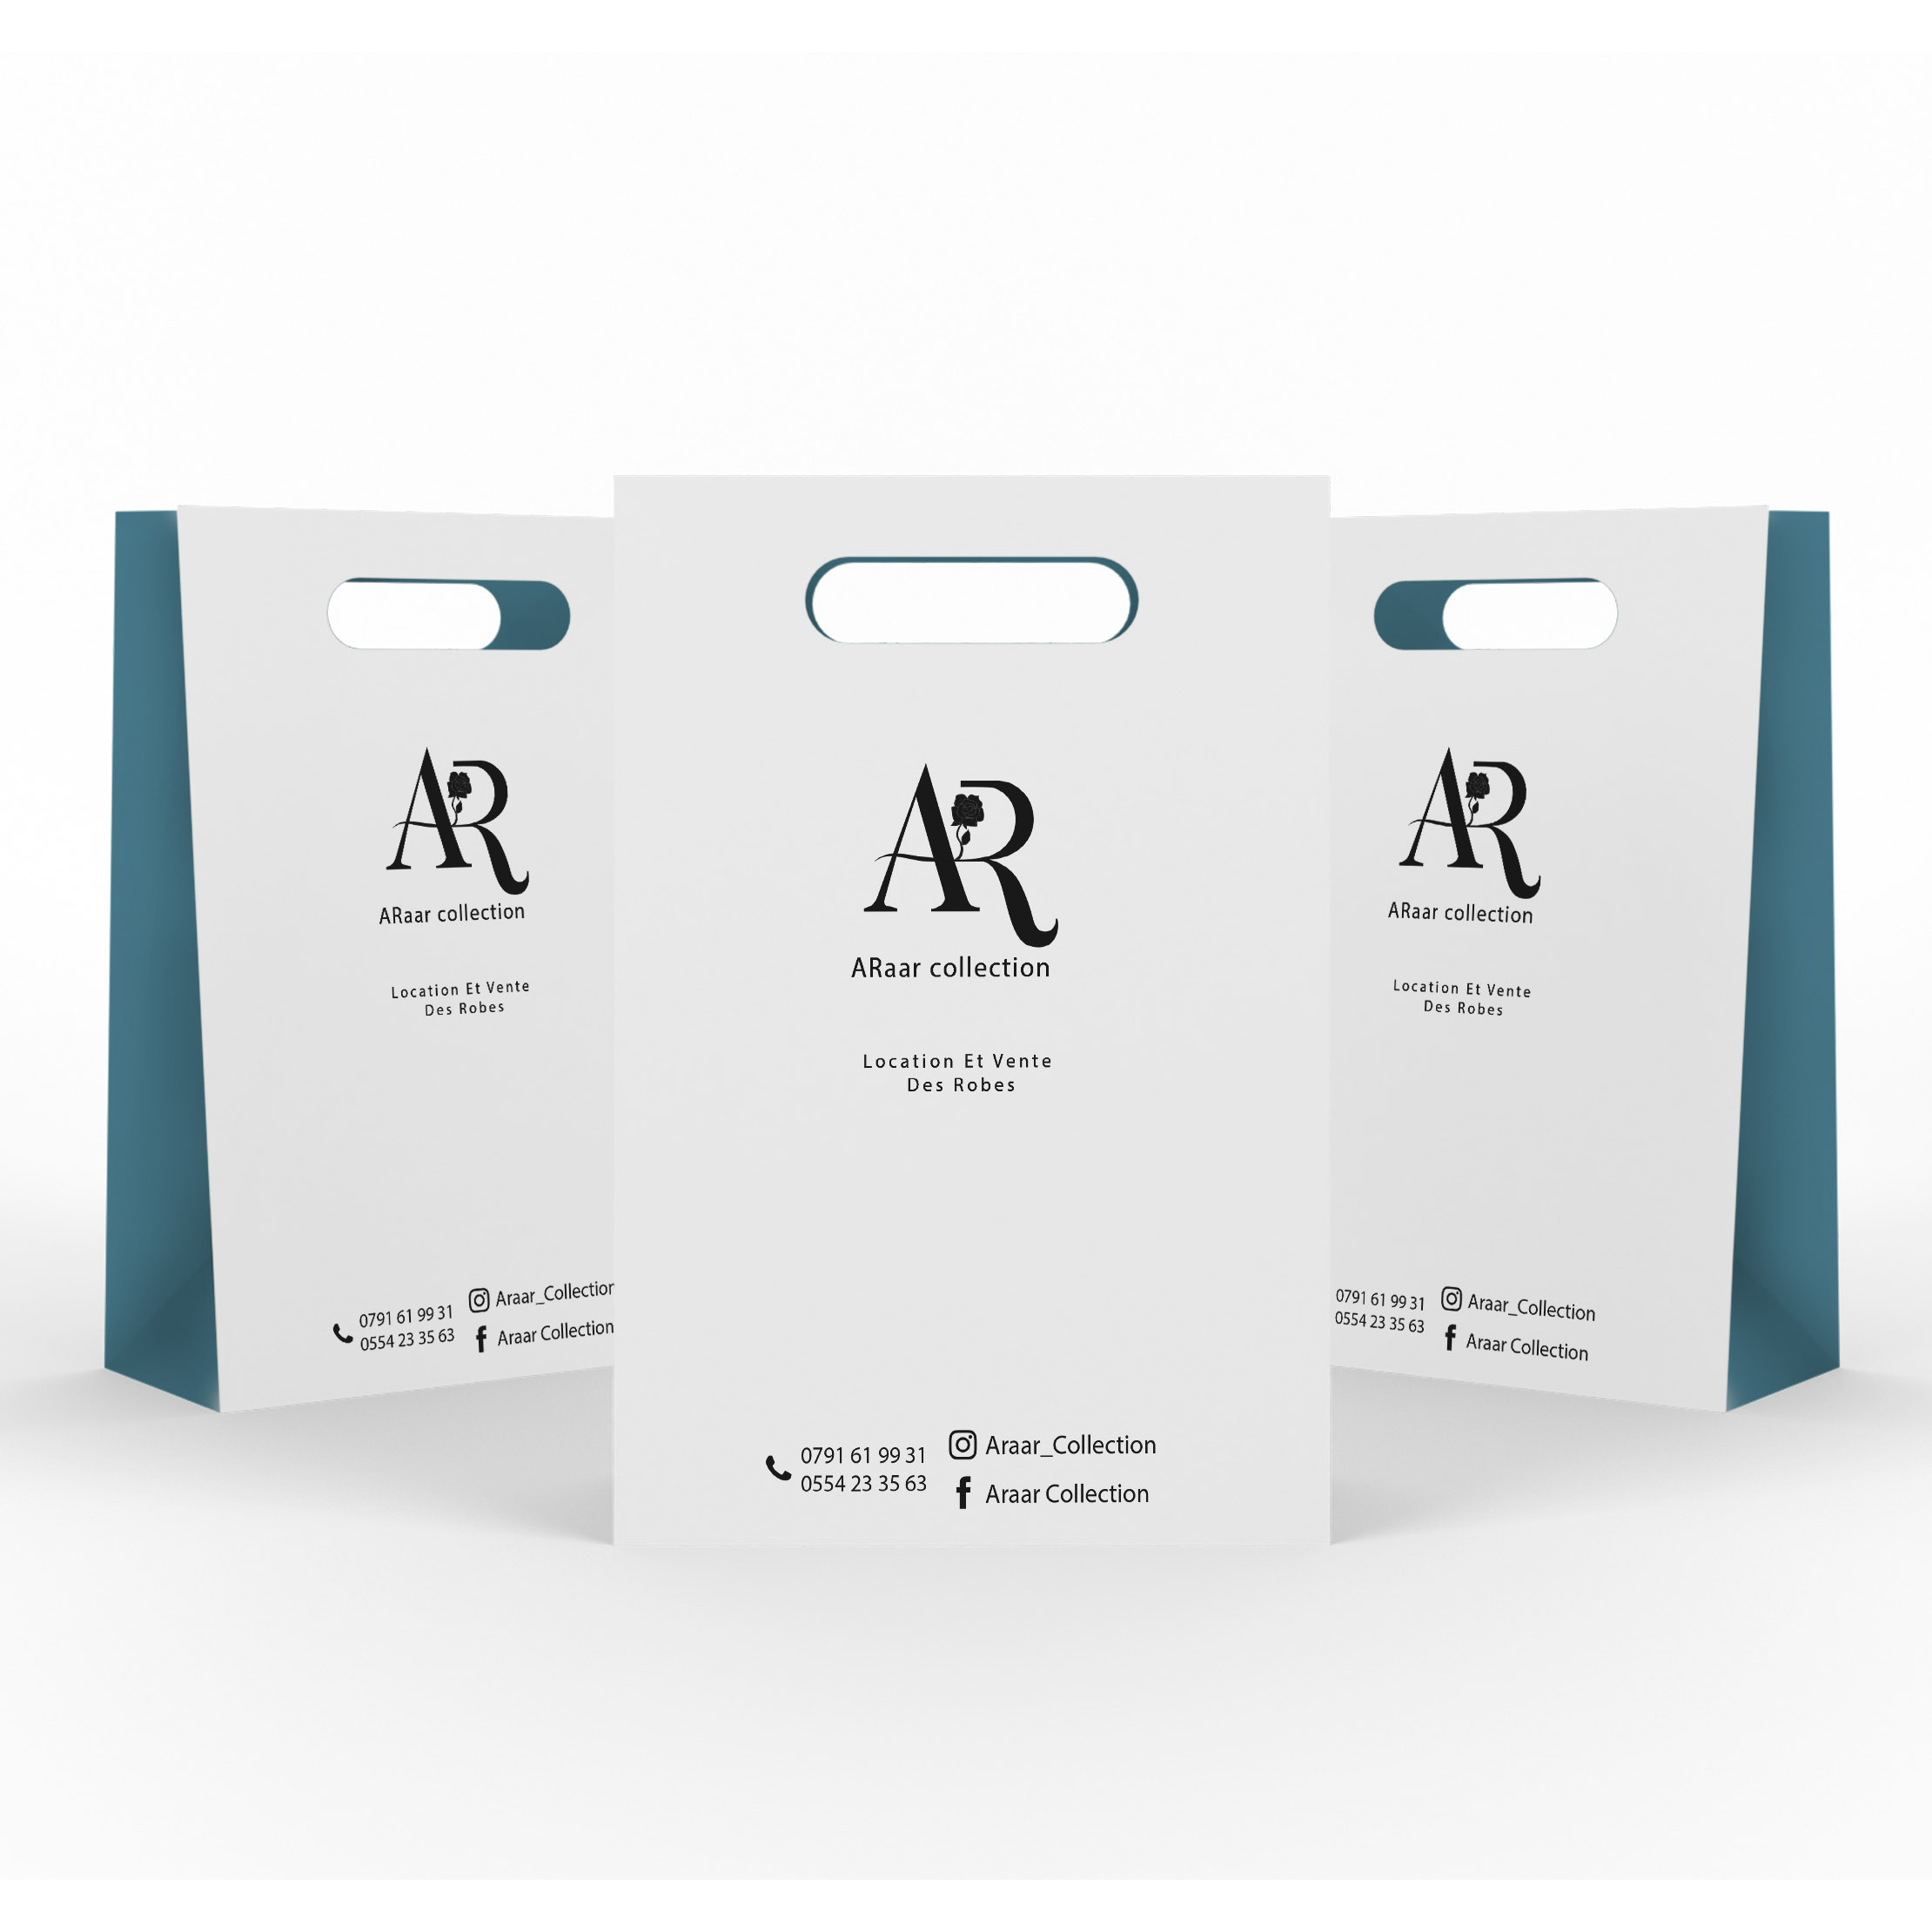 AR
ARaar collection
Location Et Vente
Des Robes
0791 61 99 31
0554 23 35 63
Araar_Collection
Araar Collection
AR
ARaar collection
Location Et Vente
Des Robes
0791 61 99 31
0554 23 35 63
Araar_Collection
Araar Collection
AR
ARaar collection
Location Et Vente
Des Robes
0791 61 99 31
0554 23 35 63
Araar_Collection
Araar Collection